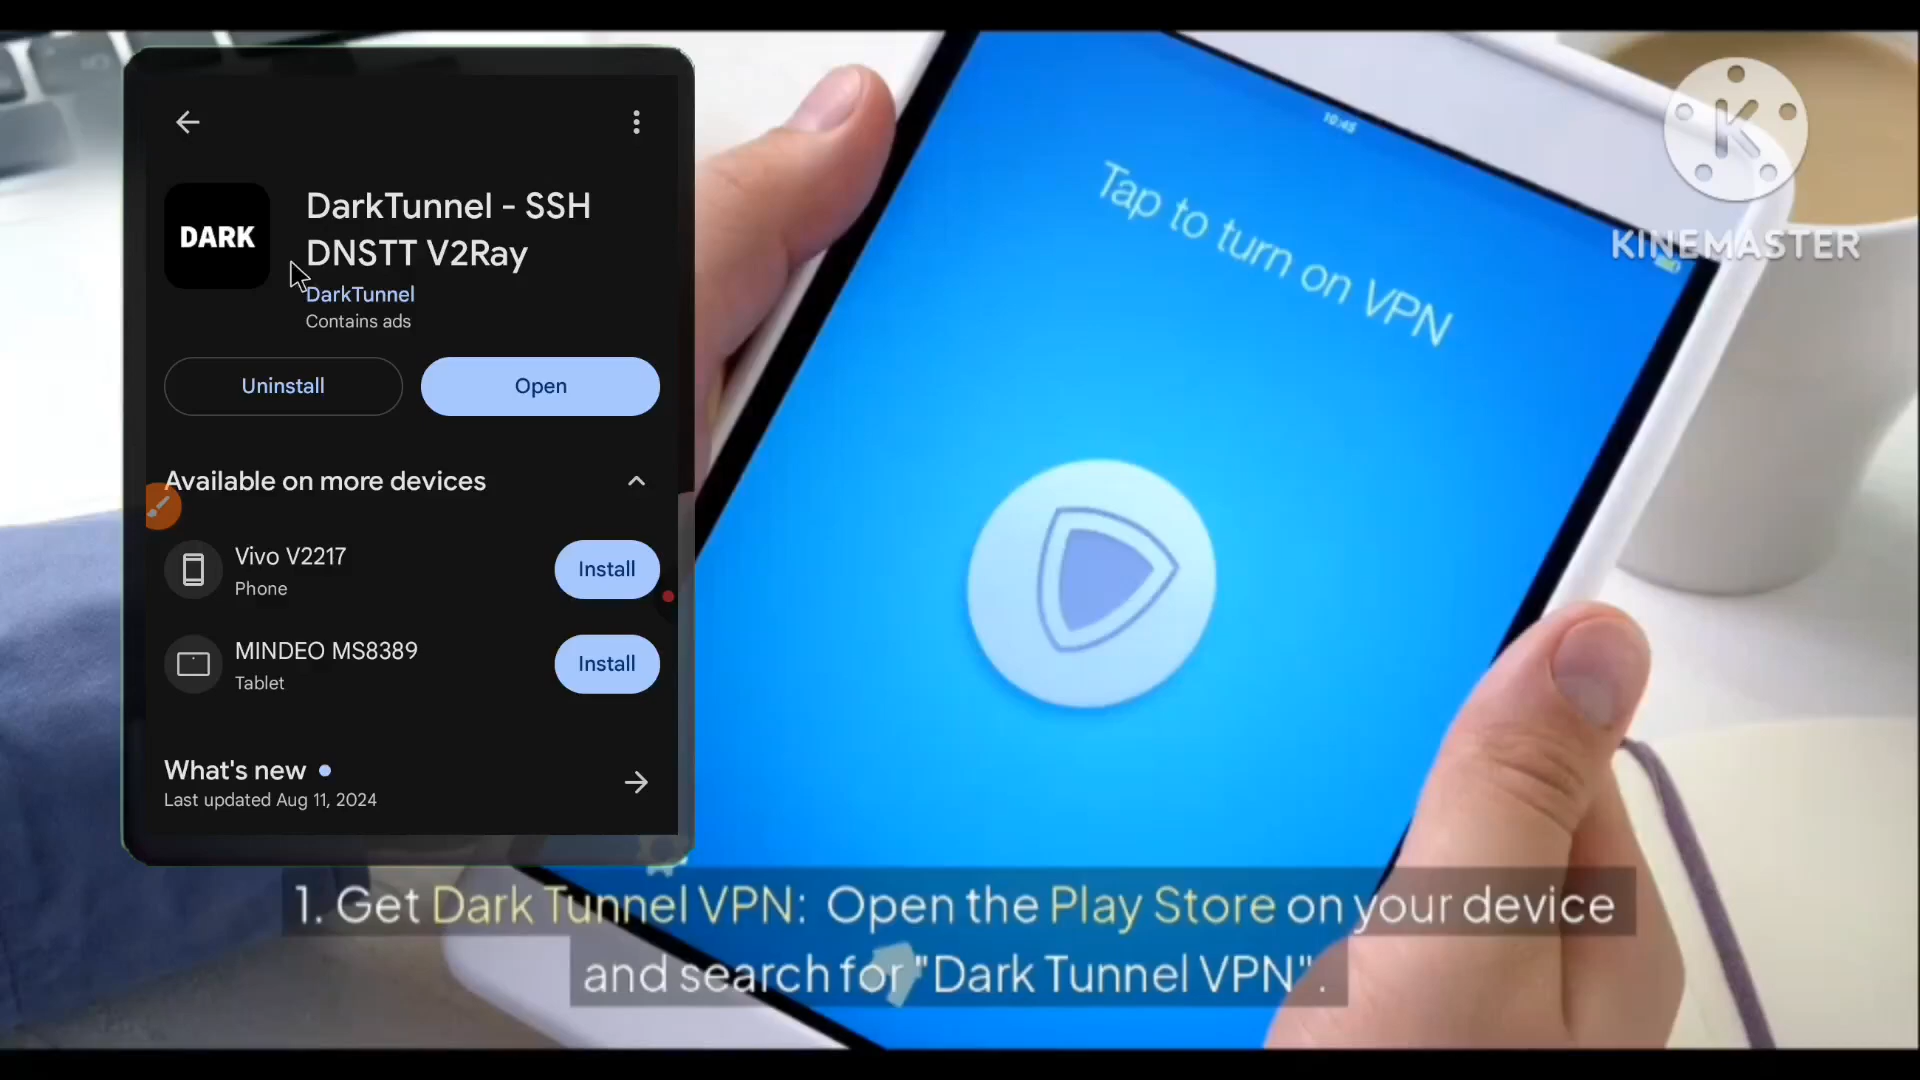 DARK
DarkTunnel - SSH
DNSTT V2Ray
DarkTunnel
Contains ads
Uninstall
Open
Available on more devices
Vivo V2217
Phone
Install
MINDEO MS8389
Tablet
Install
What's new
Last updated Aug 11, 2024
10:45
Tap to turn on VPN
K
KINEMASTER
1. Get Dark Tunnel VPN: Open the Play Store on your device
and search for "Dark Tunnel VPN".